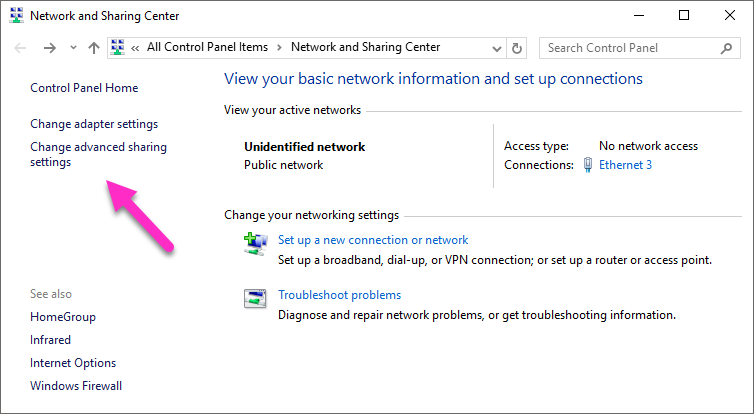 Network and Sharing Center
« All Control Panel Items > Network and Sharing Center
Search Control Panel
Control Panel Home
Change adapter settings
Change advanced sharing
settings
See also
HomeGroup
Infrared
Internet Options
Windows Firewall
View your basic network information and set up connections
View your active networks
Unidentified network
Public network
Access type: No network access
Connections: Ethernet 3
Change your networking settings
Set up a new connection or network
Set up a broadband, dial-up, or VPN connection; or set up a router or access point.
Troubleshoot problems
Diagnose and repair network problems, or get troubleshooting information.